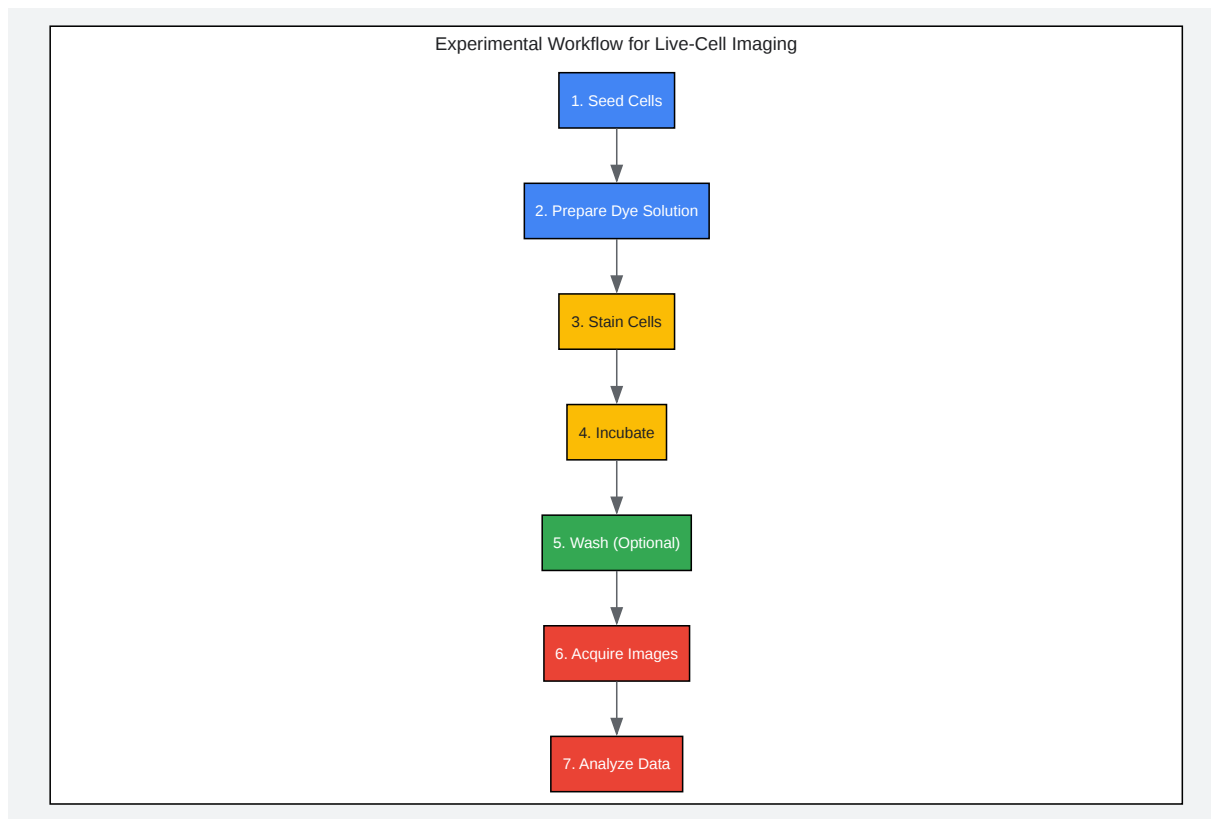 Experimental Workflow for Live-Cell Imaging
1. Seed Cells
2. Prepare Dye Solution
3. Stain Cells
4. Incubate
5. Wash (Optional)
6. Acquire Images
7. Analyze Data